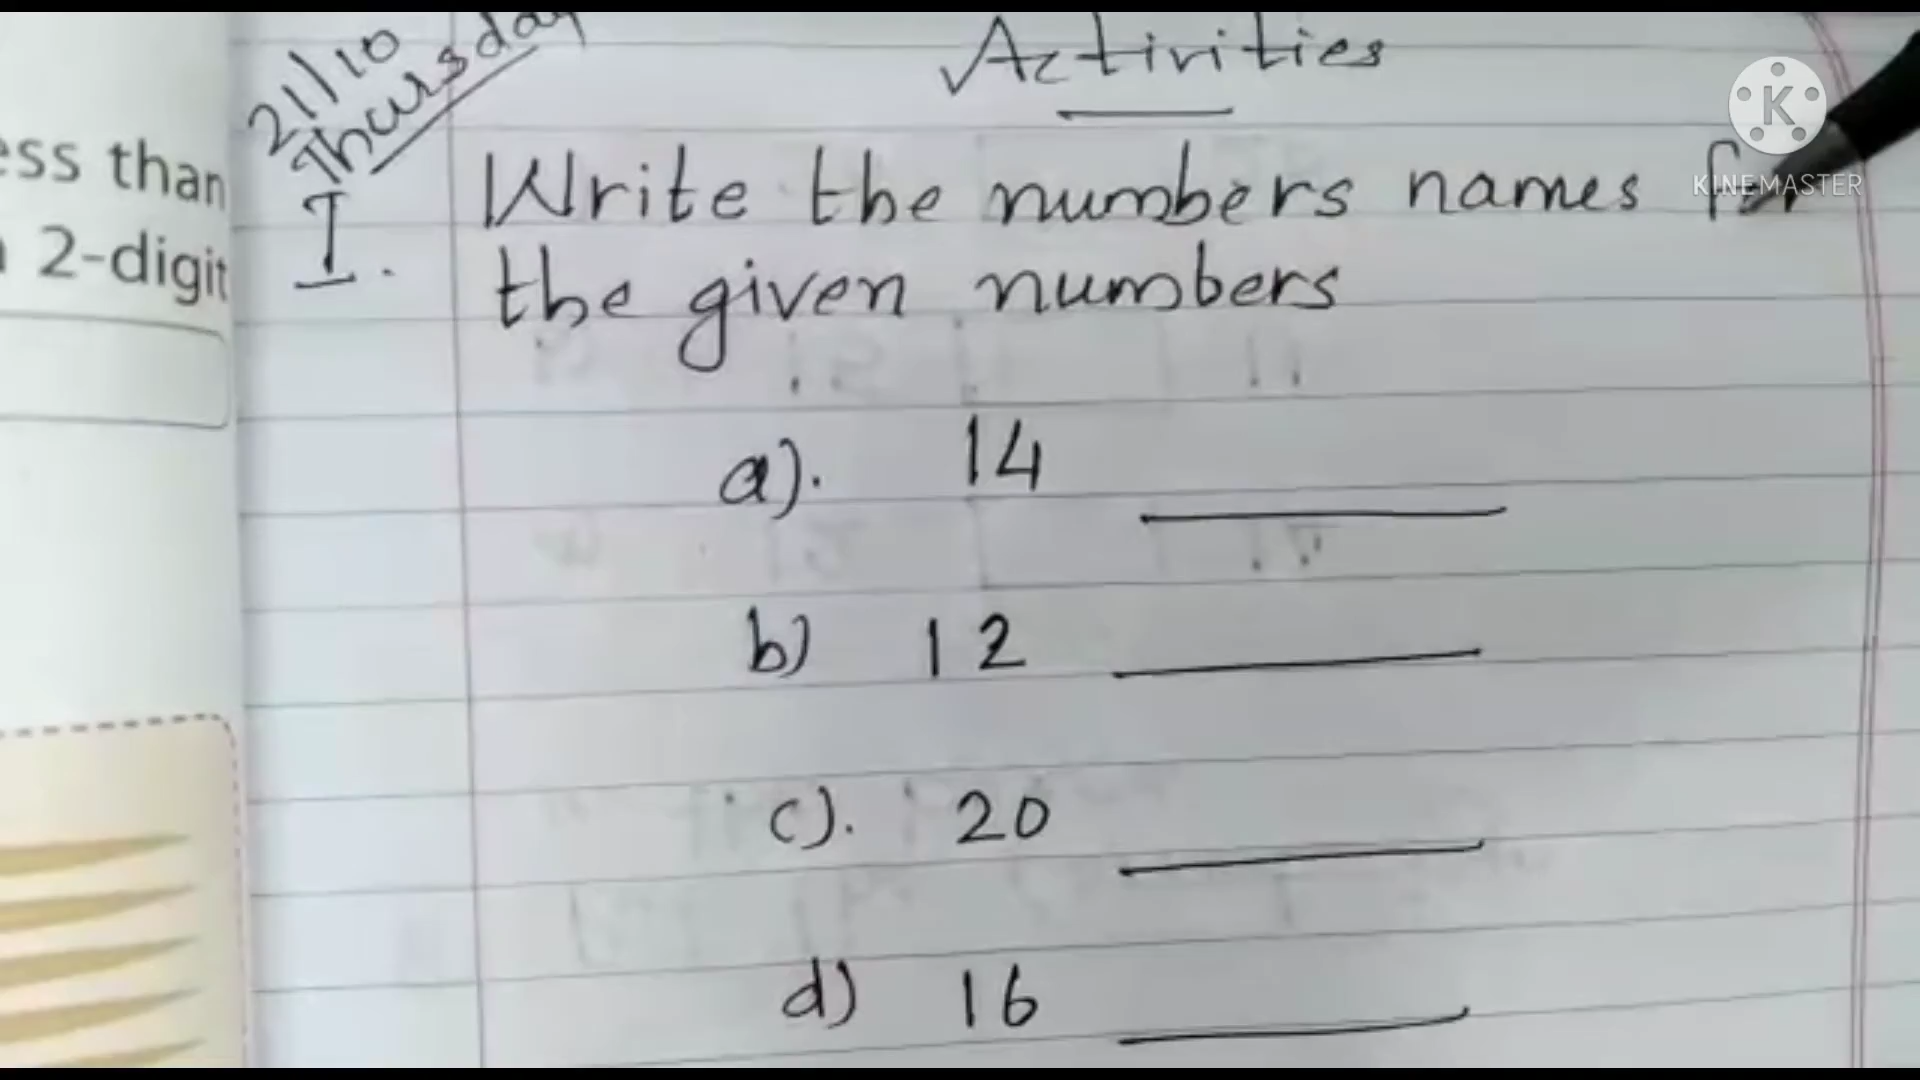 ess than
2-digit
21/10
Thursday
Activities
I. Write the numbers names for
the given numbers
a). 14
b) 12
c). 20
d) 16
K
KINEMASTER